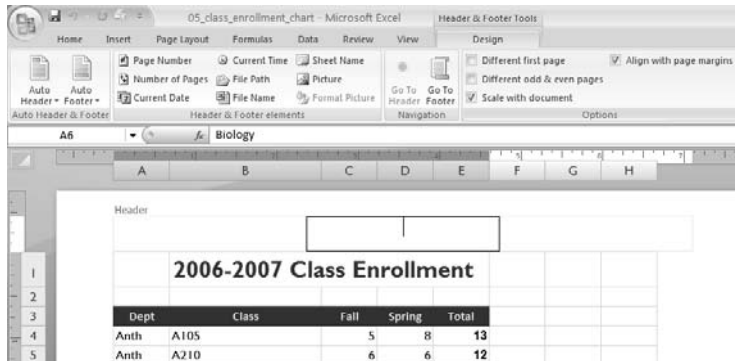 05_class_enrollment_chart - Microsoft Excel Header & Footer Tools
Home Insert Page Layout Formulas Data Review View Design
Page Number Current Time Sheet Name Different first page Align with page margins
Number of Pages File Path Picture Different odd & even pages
Auto Header Auto Footer Current Date File Name Format Picture Go To Header Go To Footer Scale with document
Auto Header & Footer Header & Footer elements Navigation Options
A6 fx Biology
A B C D E F G H
Header
1 2006-2007 Class Enrollment
2
3 Dept Class Fall Spring Total
4 Anth A105 5 8 13
5 Anth A210 6 6 12